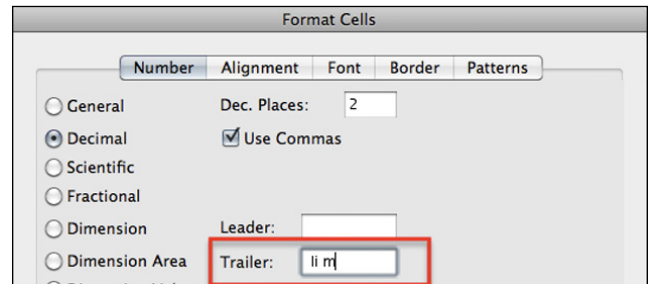 Format Cells
Number Alignment Font Border Patterns
General Dec. Places: 2
Decimal Use Commas
Scientific
Fractional
Dimension Leader:
Dimension Area Trailer: li m